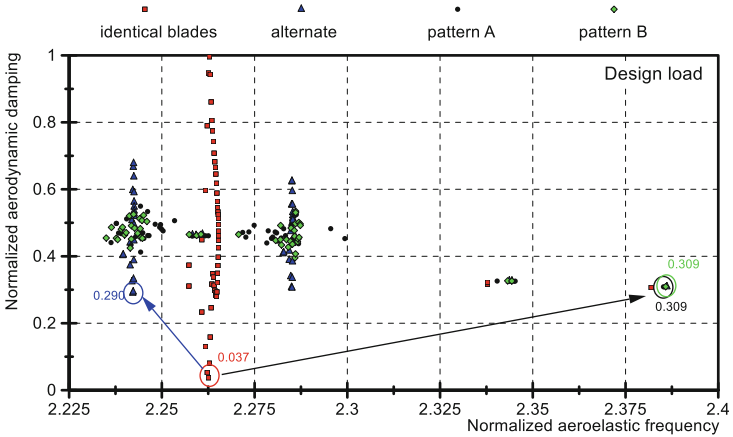 identical blades alternate pattern A pattern B
Normalized aerodynamic damping
1
0.8
0.6
0.4
0.2
0
Design load
0.309
0.290
0.309
0.037
2.225 2.25 2.275 2.3 2.325 2.35 2.375 2.4
Normalized aeroelastic frequency